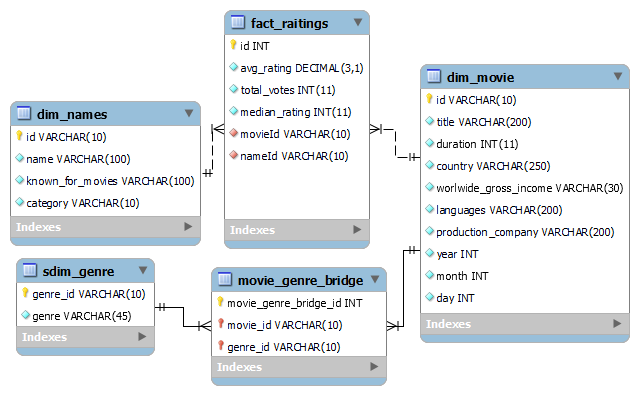 fact_raitings
id INT
avg_rating DECIMAL(3,1)
total_votes INT(11)
median_rating INT(11)
movieId VARCHAR(10)
nameId VARCHAR(10)
Indexes
dim_movie
id VARCHAR(10)
title VARCHAR(200)
duration INT(11)
country VARCHAR(250)
worlwide_gross_income VARCHAR(30)
languages VARCHAR(200)
production_company VARCHAR(200)
year INT
month INT
day INT
Indexes
dim_names
id VARCHAR(10)
name VARCHAR(100)
known_for_movies VARCHAR(100)
category VARCHAR(10)
Indexes
sdim_genre
genre_id VARCHAR(10)
genre VARCHAR(45)
Indexes
movie_genre_bridge
movie_genre_bridge_id INT
movie_id VARCHAR(10)
genre_id VARCHAR(10)
Indexes